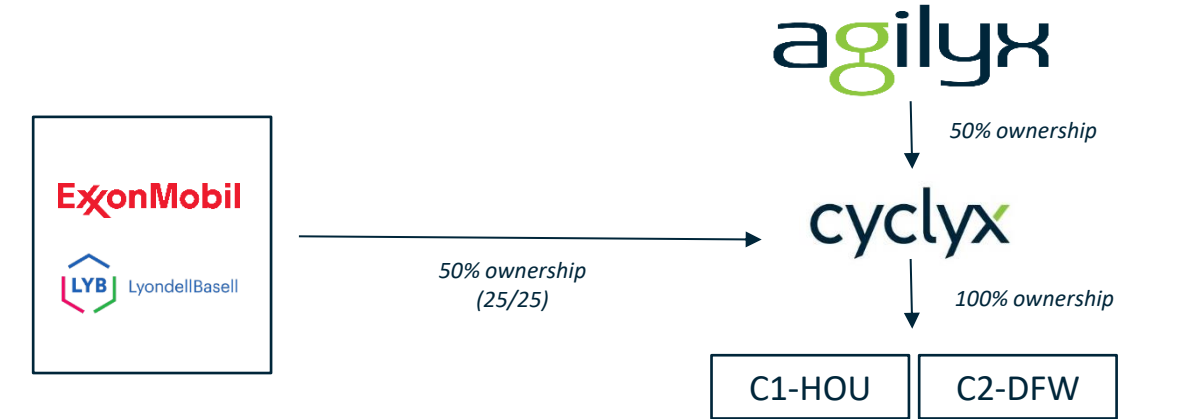 agilyx
50% ownership
ExxonMobil
LYB LyondellBasell
50% ownership
(25/25)
cyclyx
100% ownership
C1-HOU
C2-DFW